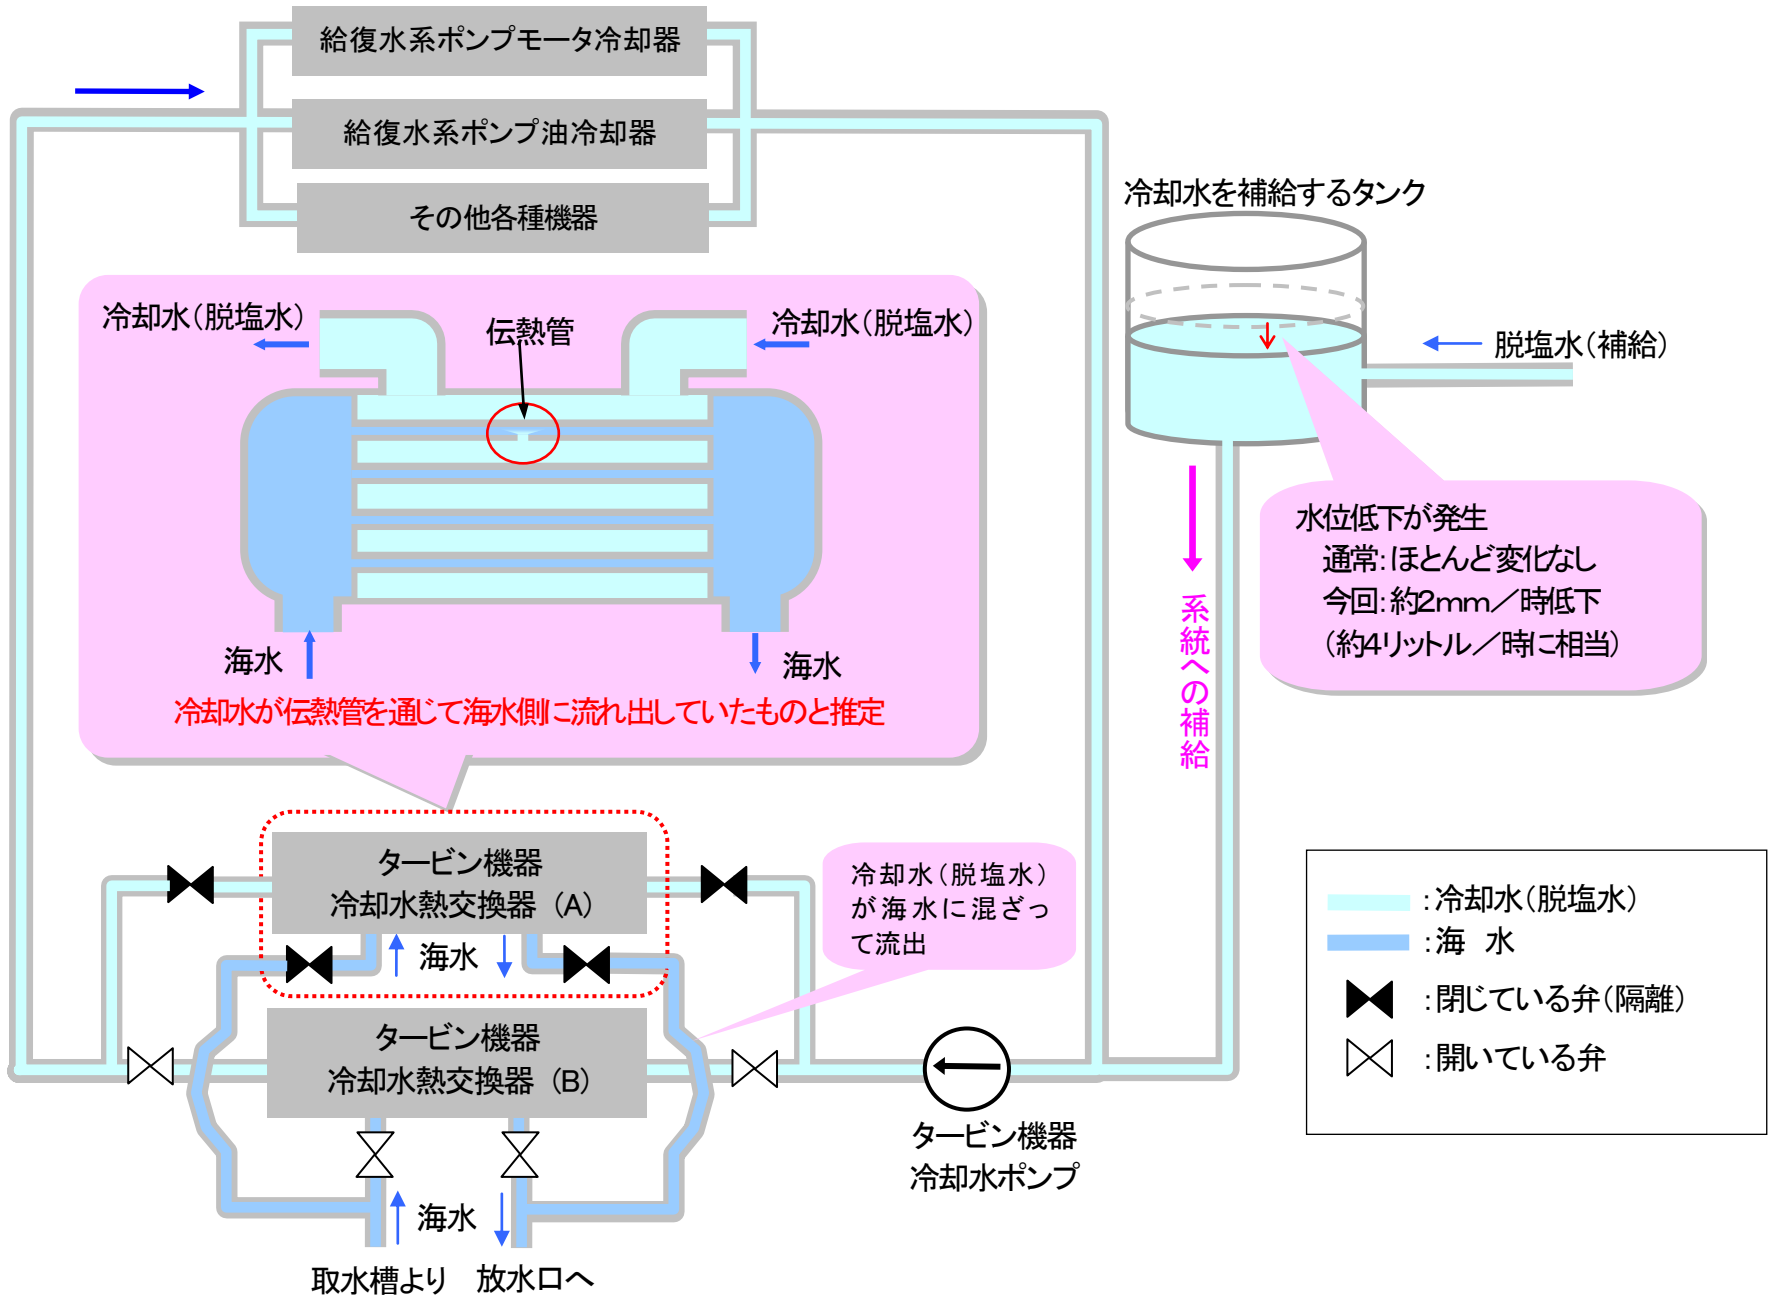 給復水系ポンプモータ冷却器
給復水系ポンプ油冷却器
その他各種機器
冷却水を補給するタンク
脱塩水（補給）
冷却水（脱塩水）
伝熱管
冷却水（脱塩水）
海水
海水
冷却水が伝熱管を通じて海水側に流れ出していたものと推定
水位低下が発生
通常：ほとんど変化なし
今回：約2mm／時低下
（約4リットル／時に相当）
系統への補給
タービン機器
冷却水熱交換器（A）
海水
冷却水（脱塩水）
が海水に混ざっ
て流出
タービン機器
冷却水熱交換器（B）
タービン機器
冷却水ポンプ
海水
取水槽より
放水口へ
：冷却水（脱塩水）
：海　水
：閉じている弁（隔離）
：開いている弁